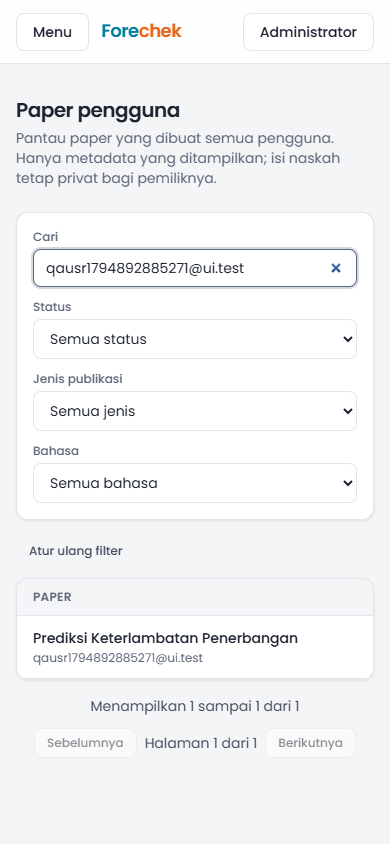 Menu
Forechek
Administrator
Paper pengguna
Pantau paper yang dibuat semua pengguna.
Hanya metadata yang ditampilkan; isi naskah
tetap privat bagi pemiliknya.
Cari
qausr1794892885271@ui.test
Status
Semua status
Jenis publikasi
Semua jenis
Bahasa
Semua bahasa
Atur ulang filter
PAPER
Prediksi Keterlambatan Penerbangan
qausr1794892885271@ui.test
Menampilkan 1 sampai 1 dari 1
Sebelumnya
Halaman 1 dari 1
Berikutnya